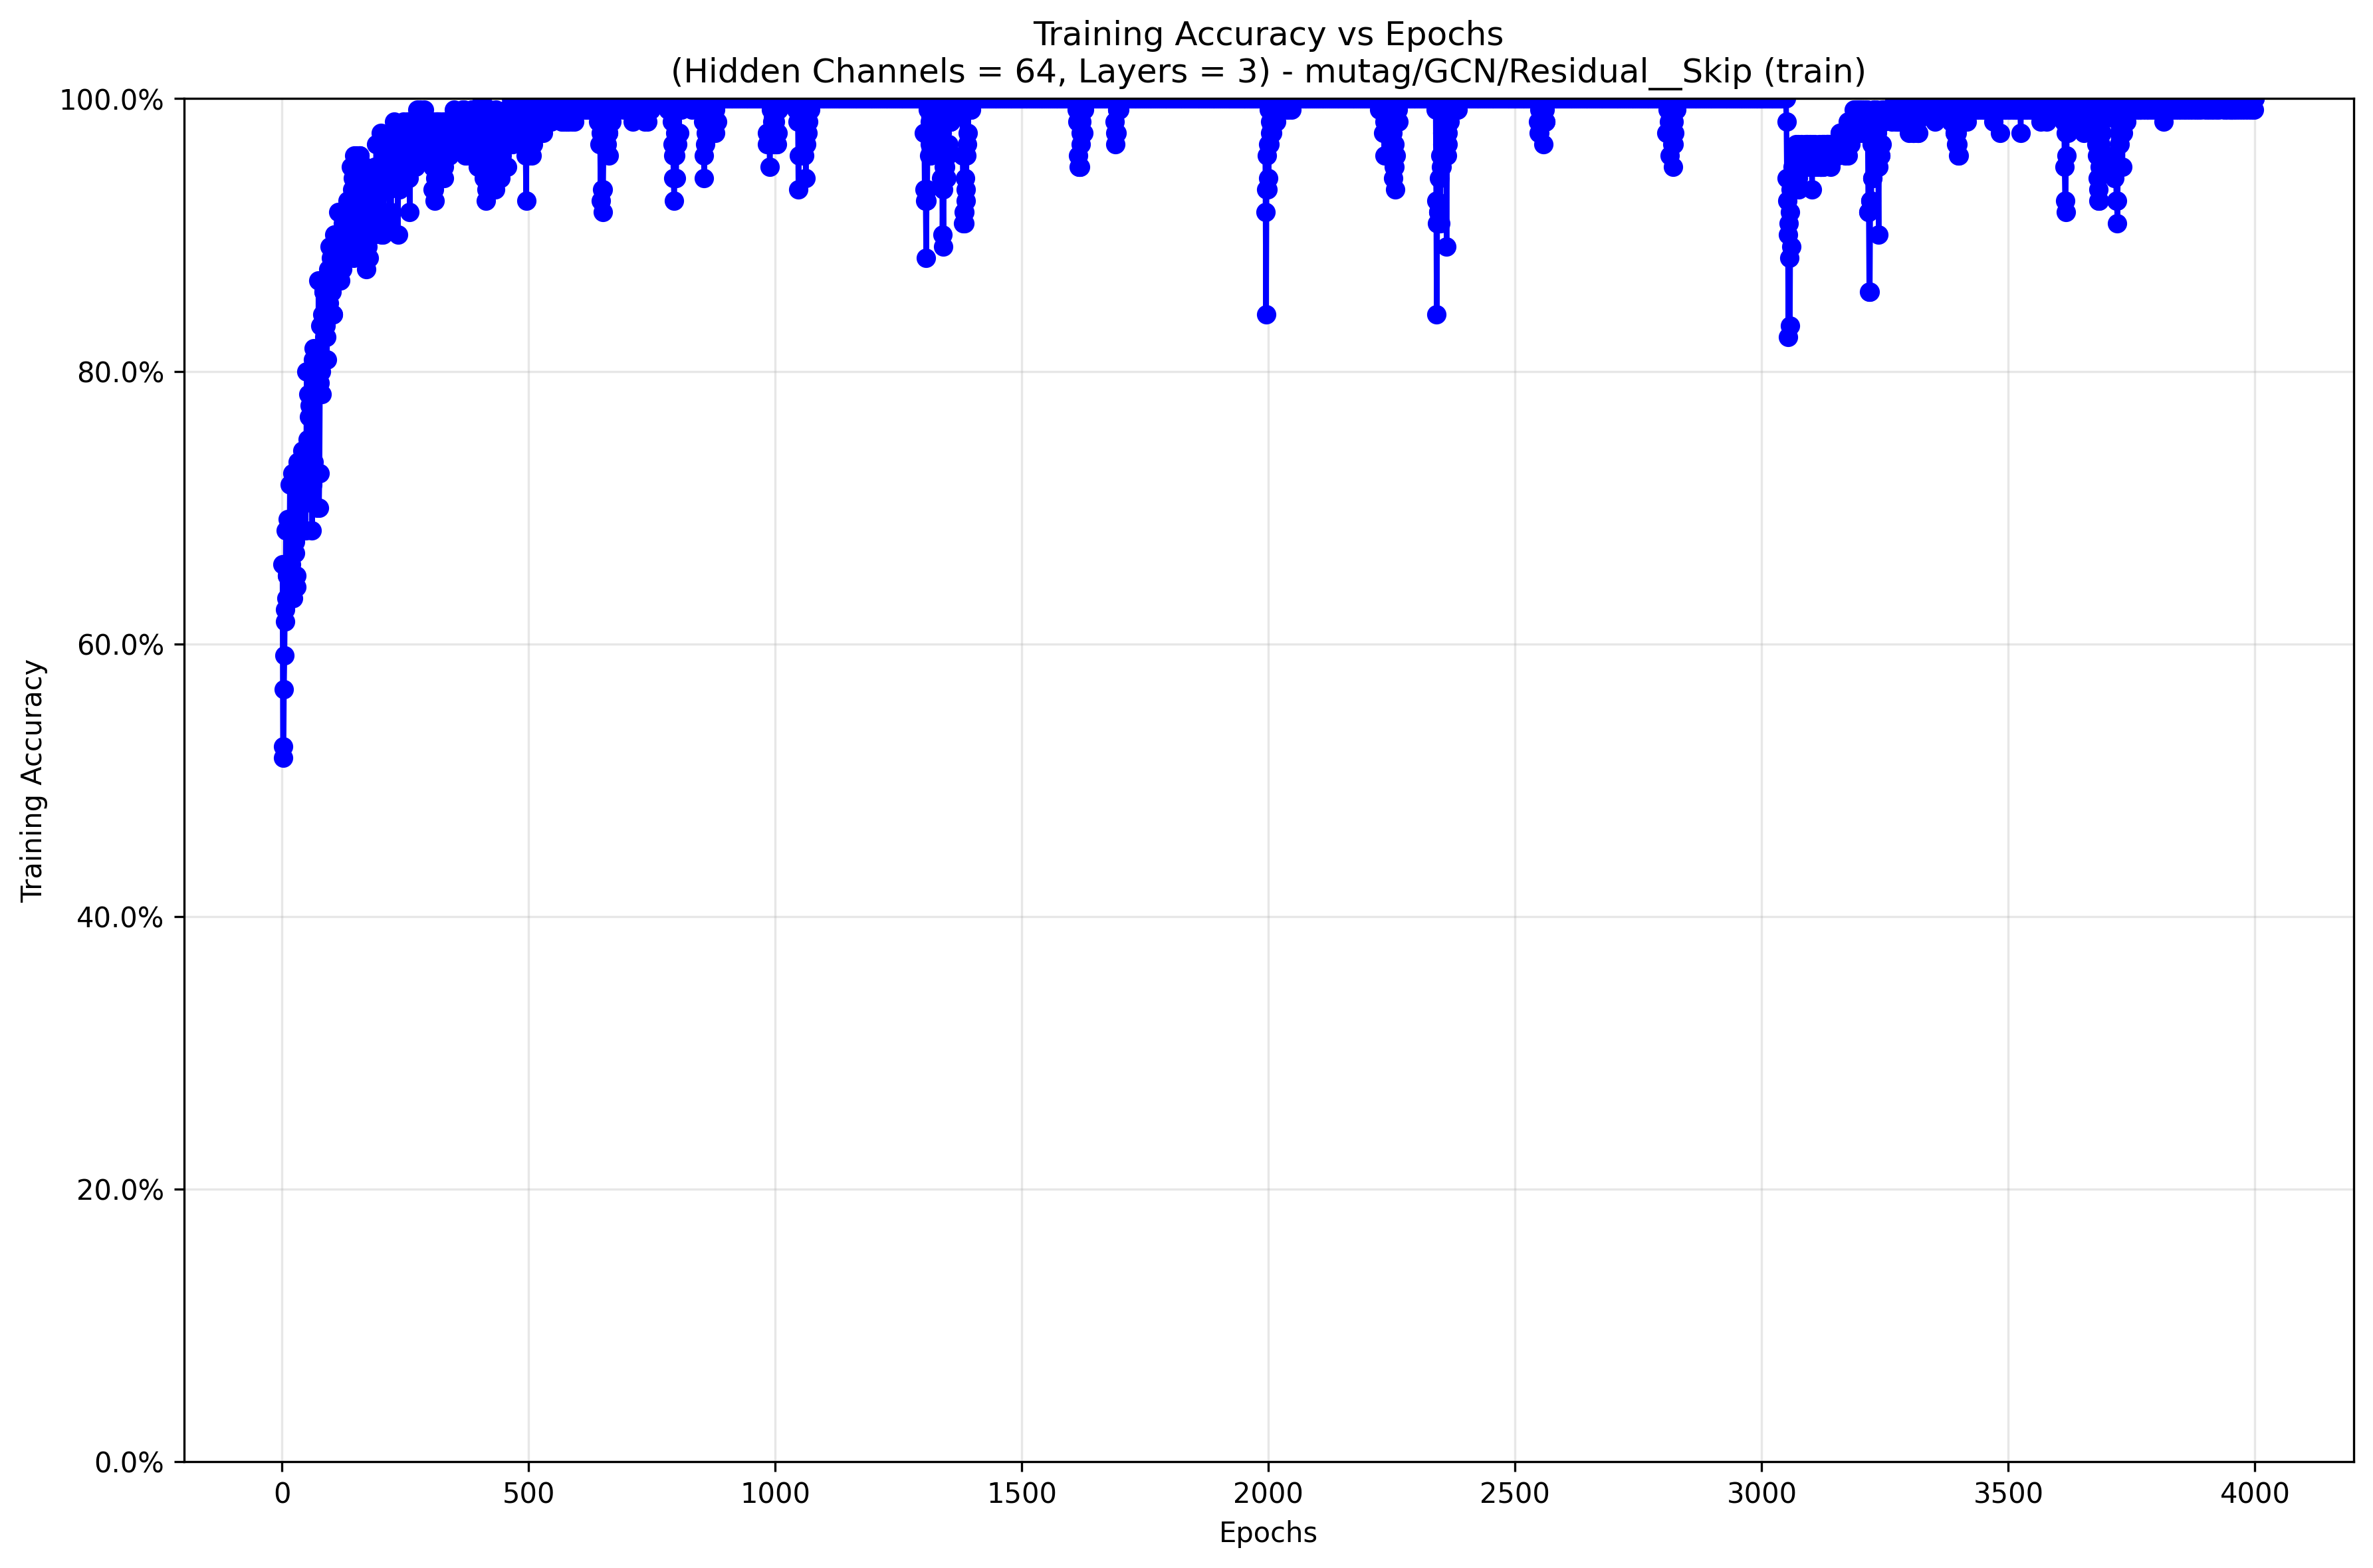 Training Accuracy vs Epochs
(Hidden Channels = 64, Layers = 3) - mutag/GCN/Residual__Skip (train)
100.0%
80.0%
60.0%
40.0%
20.0%
0.0%
Training Accuracy
0 500 1000 1500 2000 2500 3000 3500 4000
Epochs